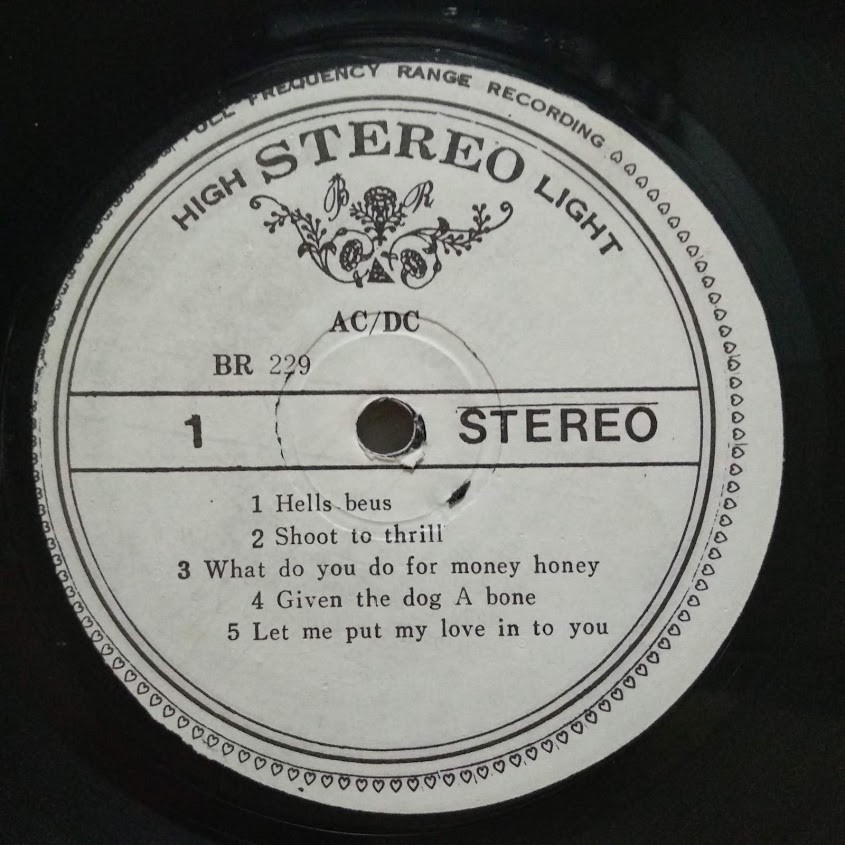 FULL FREQUENCY RANGE RECORDING
HIGH STEREO LIGHT
B R
AC/DC
BR 229
1 STEREO
1 Hells beus
2 Shoot to thrill
3 What do you do for money honey
4 Given the dog A bone
5 Let me put my love in to you